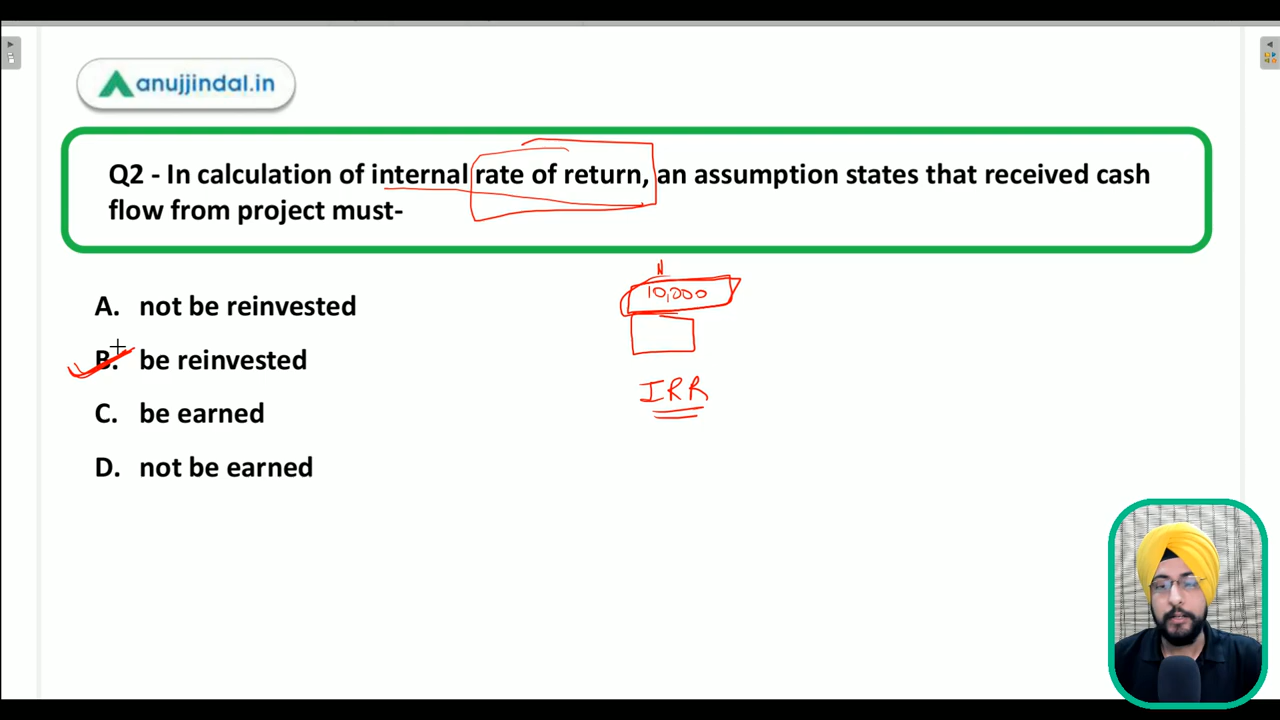 anujjindal.in
Q2 - In calculation of internal rate of return, an assumption states that received cash
flow from project must-
N
10,000
A. not be reinvested
B. be reinvested
IRR
C. be earned
D. not be earned